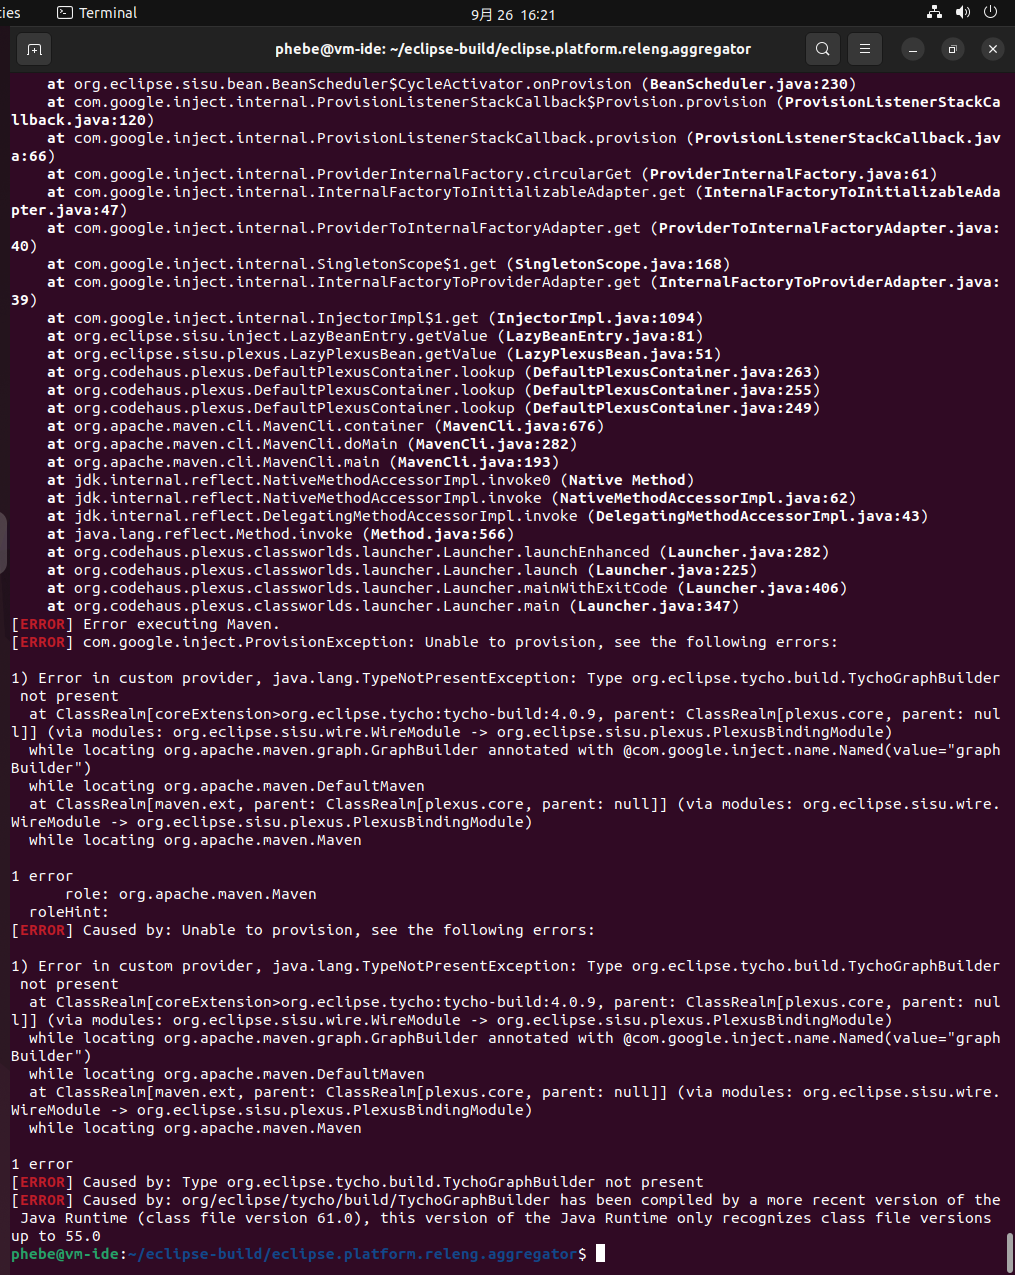 ies
Terminal
9月 26 16:21
phebe@vm-ide: ~/eclipse-build/eclipse.platform.releng.aggregator
    at org.eclipse.sisu.bean.BeanScheduler$CycleActivator.onProvision (BeanScheduler.java:230)
    at com.google.inject.internal.ProvisionListenerStackCallback$Provision.provision (ProvisionListenerStackCa
llback.java:120)
    at com.google.inject.internal.ProvisionListenerStackCallback.provision (ProvisionListenerStackCallback.jav
a:66)
    at com.google.inject.internal.ProviderInternalFactory.circularGet (ProviderInternalFactory.java:61)
    at com.google.inject.internal.InternalFactoryToInitializableAdapter.get (InternalFactoryToInitializableAda
pter.java:47)
    at com.google.inject.internal.ProviderToInternalFactoryAdapter.get (ProviderToInternalFactoryAdapter.java:
40)
    at com.google.inject.internal.SingletonScope$1.get (SingletonScope.java:168)
    at com.google.inject.internal.InternalFactoryToProviderAdapter.get (InternalFactoryToProviderAdapter.java:
39)
    at com.google.inject.internal.InjectorImpl$1.get (InjectorImpl.java:1094)
    at org.eclipse.sisu.inject.LazyBeanEntry.getValue (LazyBeanEntry.java:81)
    at org.eclipse.sisu.plexus.LazyPlexusBean.getValue (LazyPlexusBean.java:51)
    at org.codehaus.plexus.DefaultPlexusContainer.lookup (DefaultPlexusContainer.java:263)
    at org.codehaus.plexus.DefaultPlexusContainer.lookup (DefaultPlexusContainer.java:255)
    at org.codehaus.plexus.DefaultPlexusContainer.lookup (DefaultPlexusContainer.java:249)
    at org.apache.maven.cli.MavenCli.container (MavenCli.java:676)
    at org.apache.maven.cli.MavenCli.doMain (MavenCli.java:282)
    at org.apache.maven.cli.MavenCli.main (MavenCli.java:193)
    at jdk.internal.reflect.NativeMethodAccessorImpl.invoke0 (Native Method)
    at jdk.internal.reflect.NativeMethodAccessorImpl.invoke (NativeMethodAccessorImpl.java:62)
    at jdk.internal.reflect.DelegatingMethodAccessorImpl.invoke (DelegatingMethodAccessorImpl.java:43)
    at java.lang.reflect.Method.invoke (Method.java:566)
    at org.codehaus.plexus.classworlds.launcher.Launcher.launchEnhanced (Launcher.java:282)
    at org.codehaus.plexus.classworlds.launcher.Launcher.launch (Launcher.java:225)
    at org.codehaus.plexus.classworlds.launcher.Launcher.mainWithExitCode (Launcher.java:406)
    at org.codehaus.plexus.classworlds.launcher.Launcher.main (Launcher.java:347)
[ERROR] Error executing Maven.
[ERROR] com.google.inject.ProvisionException: Unable to provision, see the following errors:

1) Error in custom provider, java.lang.TypeNotPresentException: Type org.eclipse.tycho.build.TychoGraphBuilder
 not present
  at ClassRealm[coreExtension>org.eclipse.tycho:tycho-build:4.0.9, parent: ClassRealm[plexus.core, parent: nul
l]] (via modules: org.eclipse.sisu.wire.WireModule -> org.eclipse.sisu.plexus.PlexusBindingModule)
  while locating org.apache.maven.graph.GraphBuilder annotated with @com.google.inject.name.Named(value="graph
Builder")
  while locating org.apache.maven.DefaultMaven
  at ClassRealm[maven.ext, parent: ClassRealm[plexus.core, parent: null]] (via modules: org.eclipse.sisu.wire.
WireModule -> org.eclipse.sisu.plexus.PlexusBindingModule)
  while locating org.apache.maven.Maven

1 error
      role: org.apache.maven.Maven
  roleHint:
[ERROR] Caused by: Unable to provision, see the following errors:

1) Error in custom provider, java.lang.TypeNotPresentException: Type org.eclipse.tycho.build.TychoGraphBuilder
 not present
  at ClassRealm[coreExtension>org.eclipse.tycho:tycho-build:4.0.9, parent: ClassRealm[plexus.core, parent: nul
l]] (via modules: org.eclipse.sisu.wire.WireModule -> org.eclipse.sisu.plexus.PlexusBindingModule)
  while locating org.apache.maven.graph.GraphBuilder annotated with @com.google.inject.name.Named(value="graph
Builder")
  while locating org.apache.maven.DefaultMaven
  at ClassRealm[maven.ext, parent: ClassRealm[plexus.core, parent: null]] (via modules: org.eclipse.sisu.wire.
WireModule -> org.eclipse.sisu.plexus.PlexusBindingModule)
  while locating org.apache.maven.Maven

1 error
[ERROR] Caused by: Type org.eclipse.tycho.build.TychoGraphBuilder not present
[ERROR] Caused by: org/eclipse/tycho/build/TychoGraphBuilder has been compiled by a more recent version of the
 Java Runtime (class file version 61.0), this version of the Java Runtime only recognizes class file versions
up to 55.0
phebe@vm-ide:~/eclipse-build/eclipse.platform.releng.aggregator$